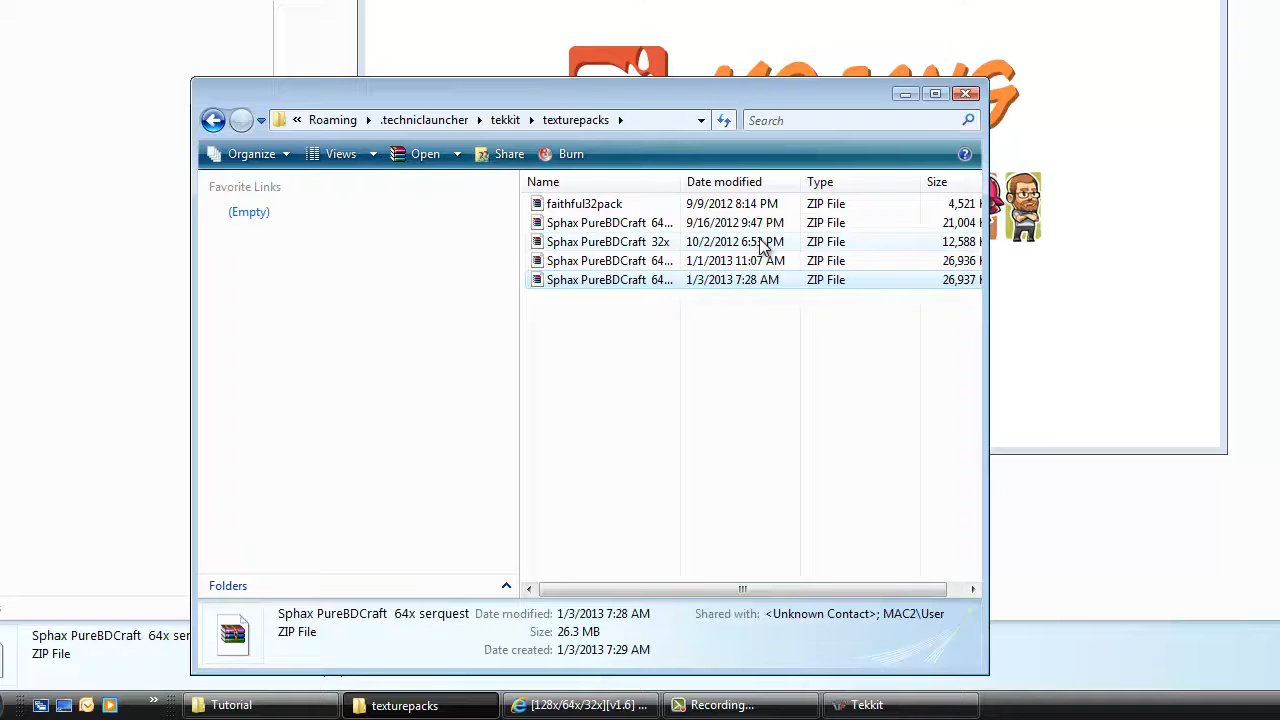 « Roaming .techniclauncher tekkit texturepacks
Search
Organize Views Open Share Burn
Favorite Links
(Empty)
Name Date modified Type Size
faithful32pack 9/9/2012 8:14 PM ZIP File 4,521
Sphax PureBDCraft 64... 9/16/2012 9:47 PM ZIP File 21,004
Sphax PureBDCraft 32x 10/2/2012 PM ZIP File 12,588
Sphax PureBDCraft 64... 1/1/2013 11:07 AM ZIP File 26,936
Sphax PureBDCraft 64... 1/3/2013 7:28 AM ZIP File 26,937
Folders
Sphax PureBDCraft 64x serquest Date modified: 1/3/2013 7:28 AM Shared with: <Unknown Contact>; MAC2\User
ZIP File Size: 26.3 MB
Date created: 1/3/2013 7:29 AM
Sphax PureBDCraft 64x ser
ZIP File
» Tutorial texturepacks [128x/64x/32x][v1.6] ... Recording... Tekkit